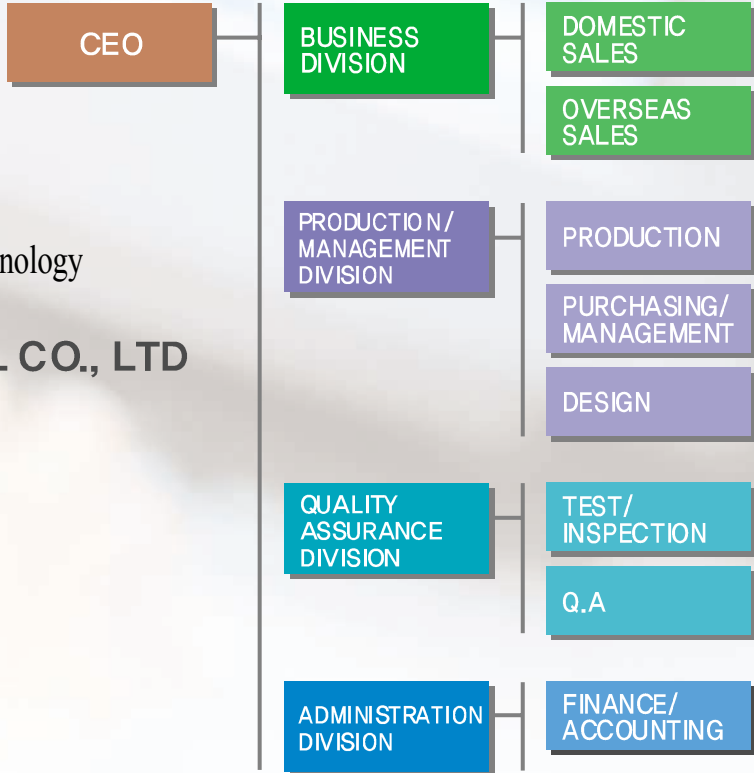 CEO
BUSINESS
DIVISION
DOMESTIC
SALES
OVERSEAS
SALES
PRODUCTION/
MANAGEMENT
DIVISION
PRODUCTION
PURCHASING/
MANAGEMENT
DESIGN
nology
L CO., LTD
QUALITY
ASSURANCE
DIVISION
TEST/
INSPECTION
Q.A
ADMINISTRATION
DIVISION
FINANCE/
ACCOUNTING